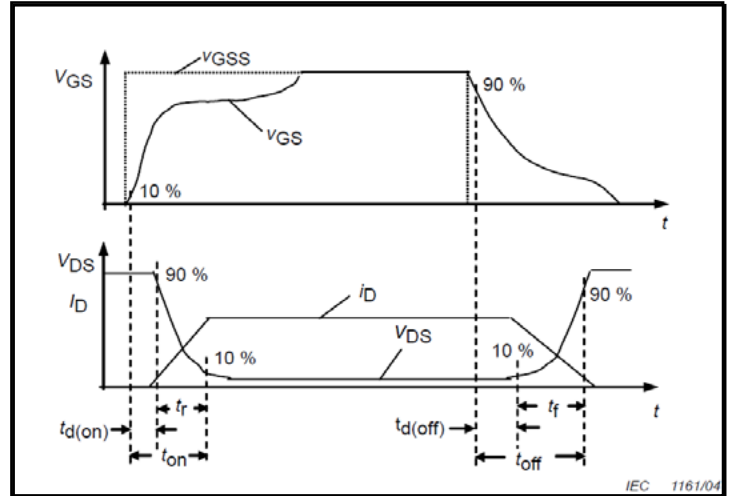 vGSS
VGS
90 %
vGS
10 %
t
VDS
90 %
ID
iD
90 %
VDS
10 %
10 %
tr
tf
t
td(on)
td(off)
ton
toff
IEC 1161/04